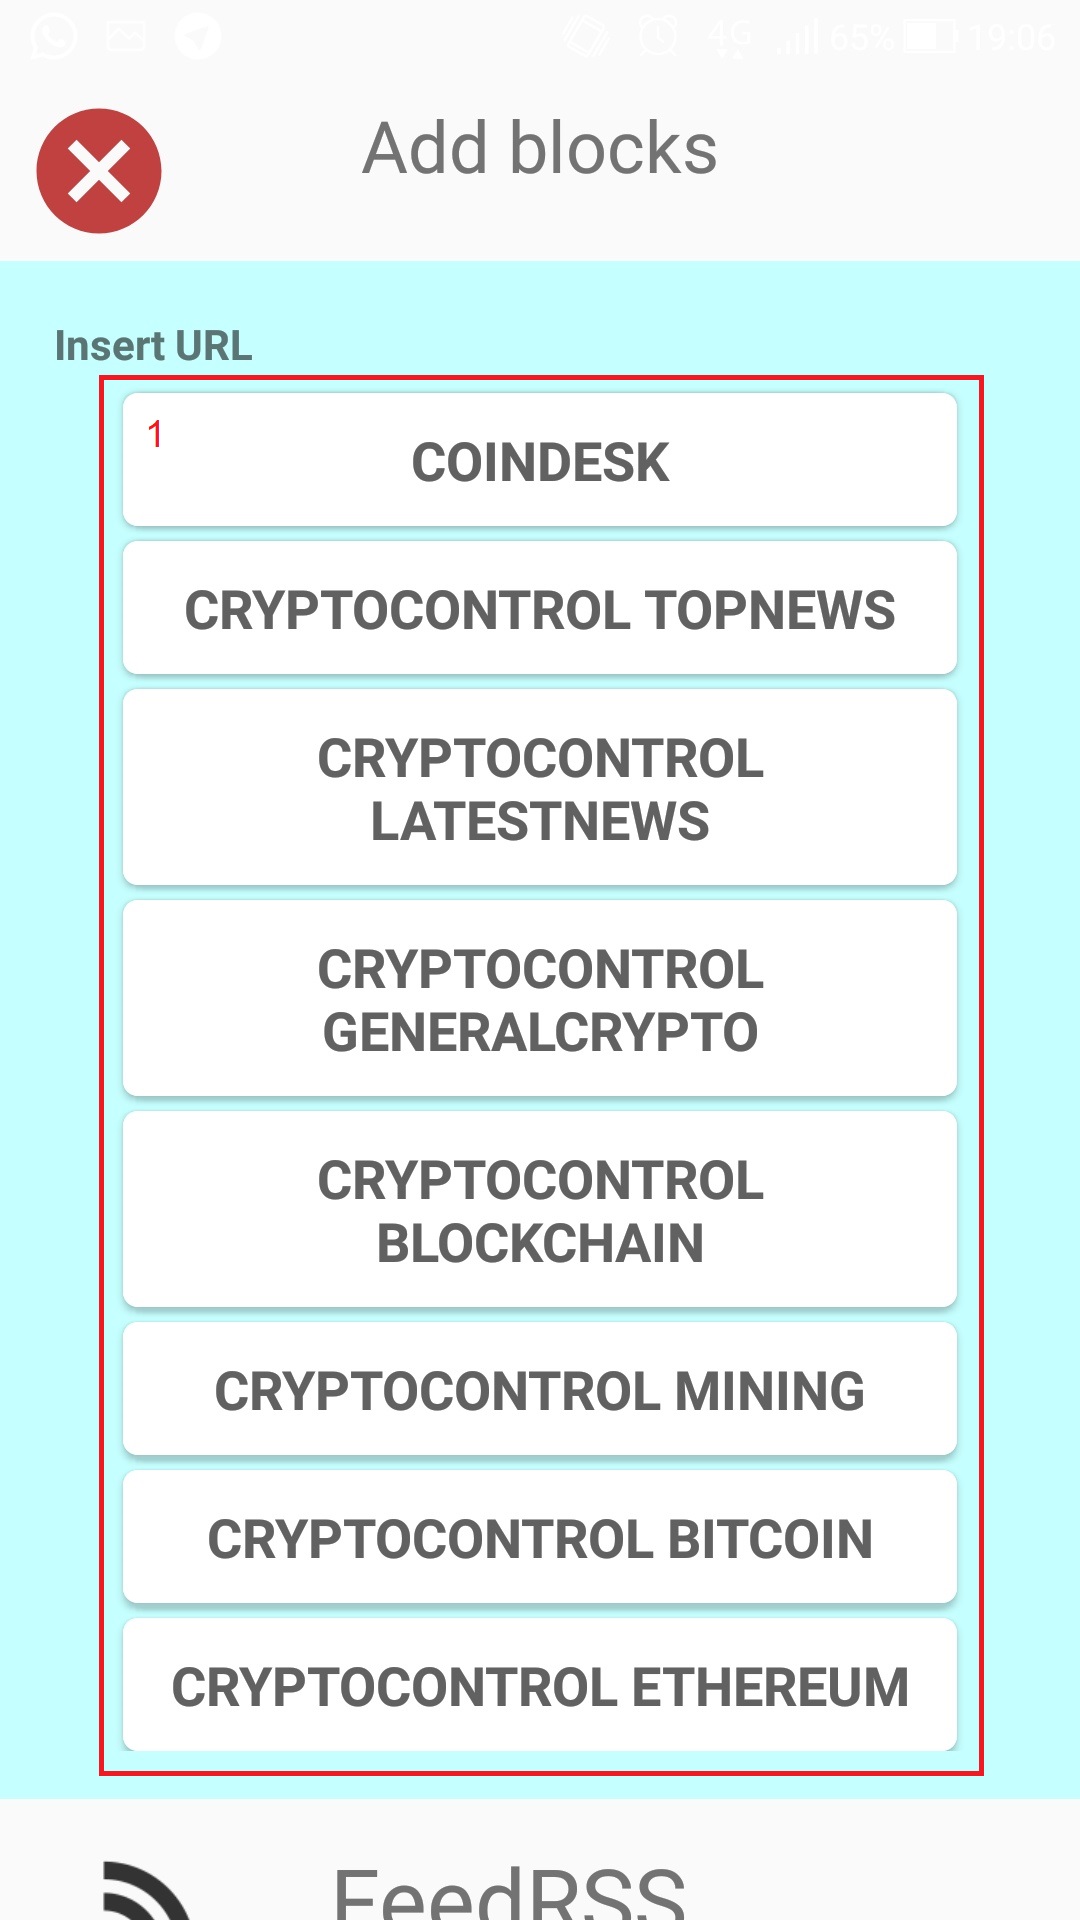 4G 65% 19:06
Add blocks
Insert URL
1
COINDESK
CRYPTOCONTROL TOPNEWS
CRYPTOCONTROL
LATESTNEWS
CRYPTOCONTROL
GENERALCRYPTO
CRYPTOCONTROL
BLOCKCHAIN
CRYPTOCONTROL MINING
CRYPTOCONTROL BITCOIN
CRYPTOCONTROL ETHEREUM
FeedRSS